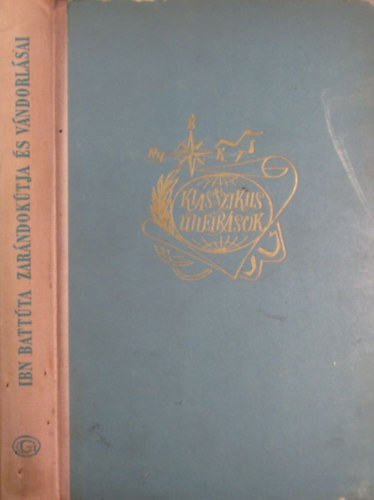 IBN BATTÚTA ZARÁNDOKÚTJA ÉS VÁNDORLÁSAI
KLASSZIKUS
ÚTLEÍRÁSOK
G